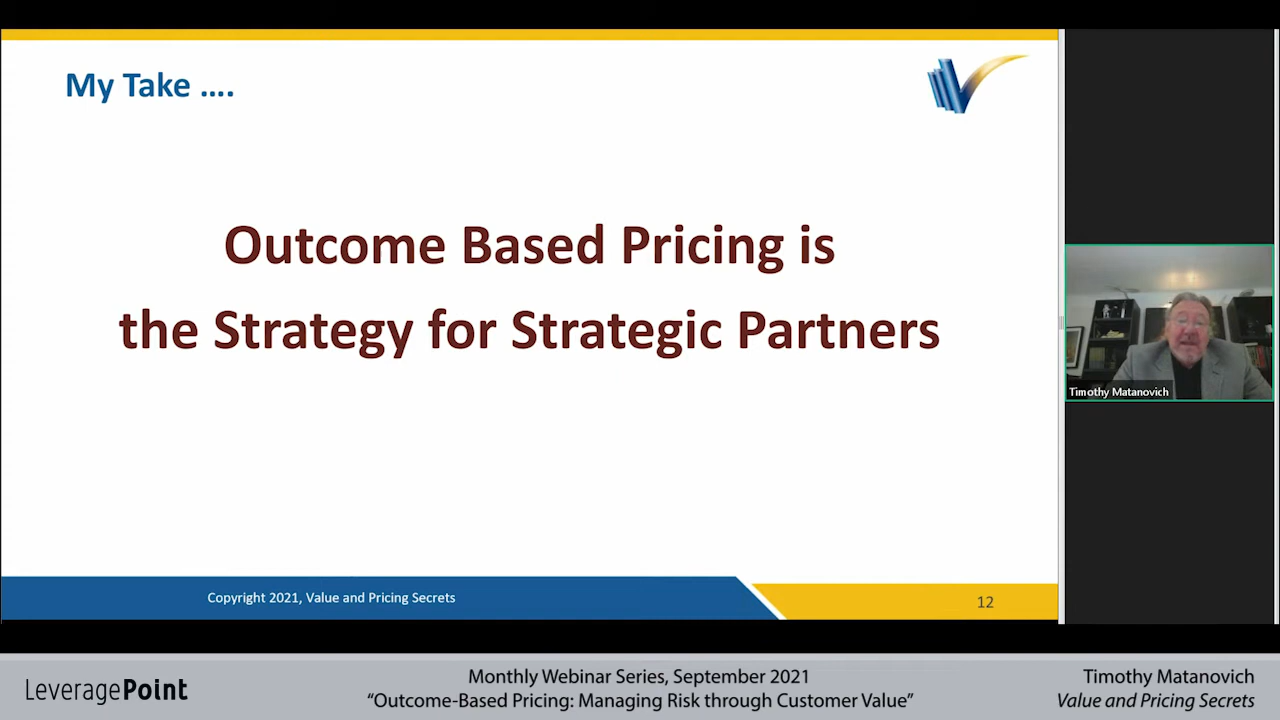 My Take ....
Outcome Based Pricing is
the Strategy for Strategic Partners
Copyright 2021, Value and Pricing Secrets
12
Timothy Matanovich
LeveragePoint
Monthly Webinar Series, September 2021
“Outcome-Based Pricing: Managing Risk through Customer Value”
Timothy Matanovich
Value and Pricing Secrets